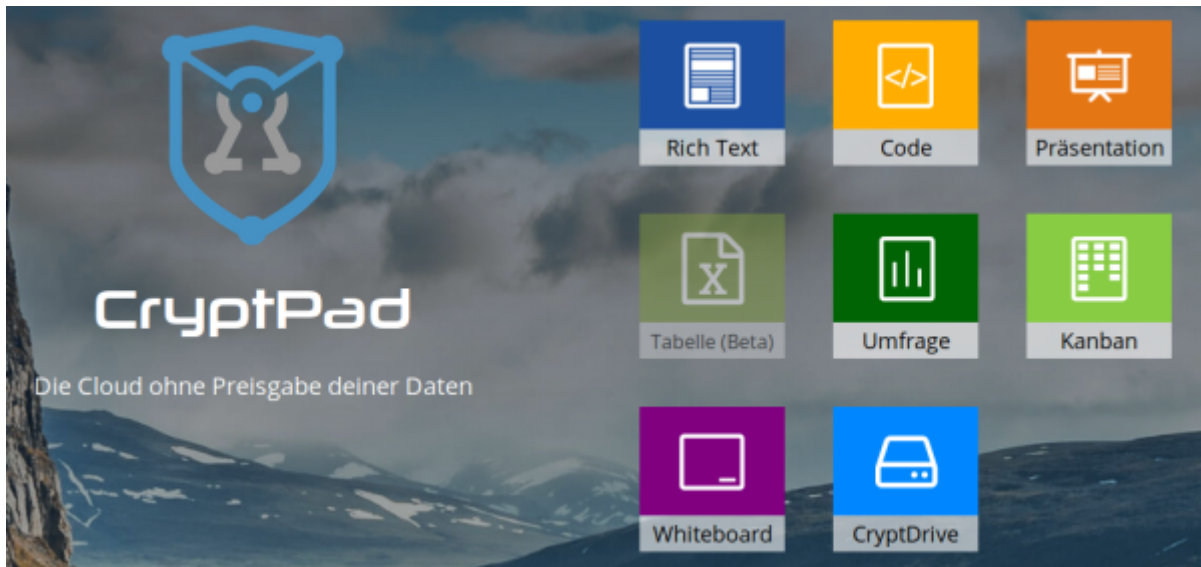 CryptPad
Die Cloud ohne Preisgabe deiner Daten
Rich Text
</>
Code
Präsentation
X
Tabelle (Beta)
Umfrage
Kanban
Whiteboard
CryptDrive